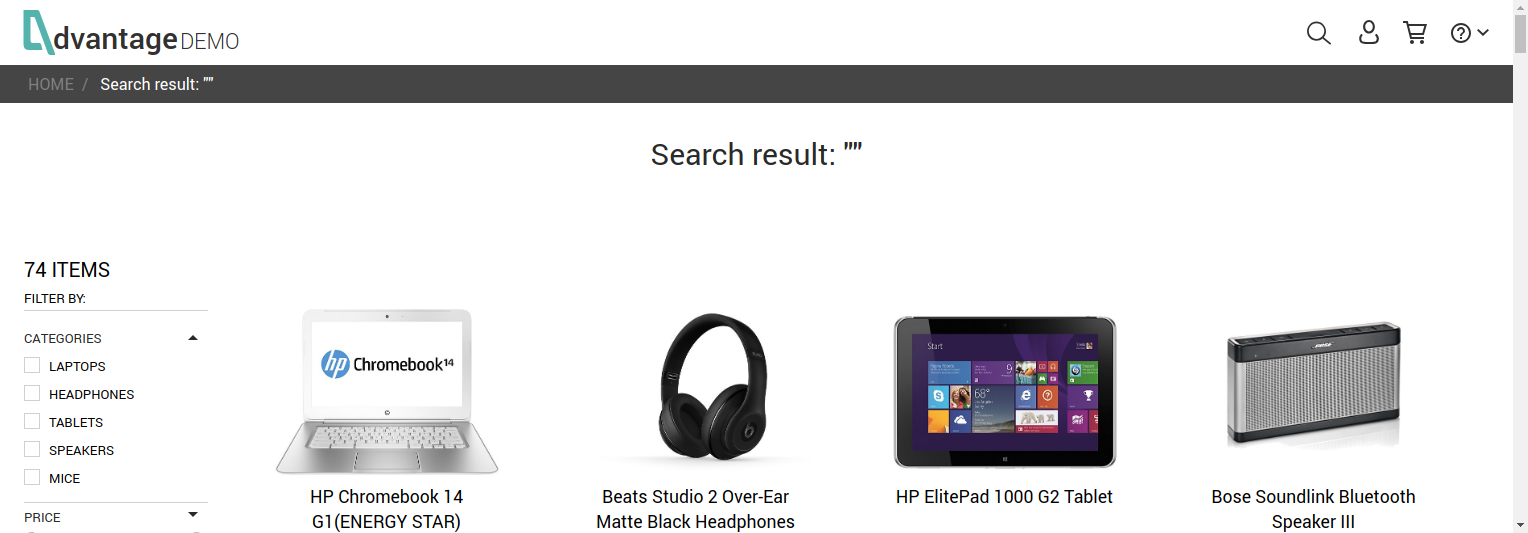 dvantage DEMO
HOME / Search result: ""
Search result: ""
74 ITEMS
FILTER BY:
CATEGORIES
LAPTOPS
HEADPHONES
TABLETS
SPEAKERS
MICE
PRICE
hp Chromebook 14
HP Chromebook 14
G1(ENERGY STAR)
Beats Studio 2 Over-Ear
Matte Black Headphones
Start
68°
HP ElitePad 1000 G2 Tablet
BOSE
Bose Soundlink Bluetooth
Speaker III